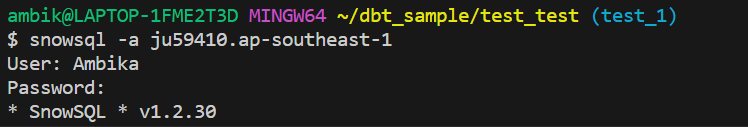 ambik@LAPTOP-1FME2T3D MINGW64 ~/dbt_sample/test_test (test_1)
$ snowsql -a ju59410.ap-southeast-1
User: Ambika
Password:
* SnowSQL * v1.2.30